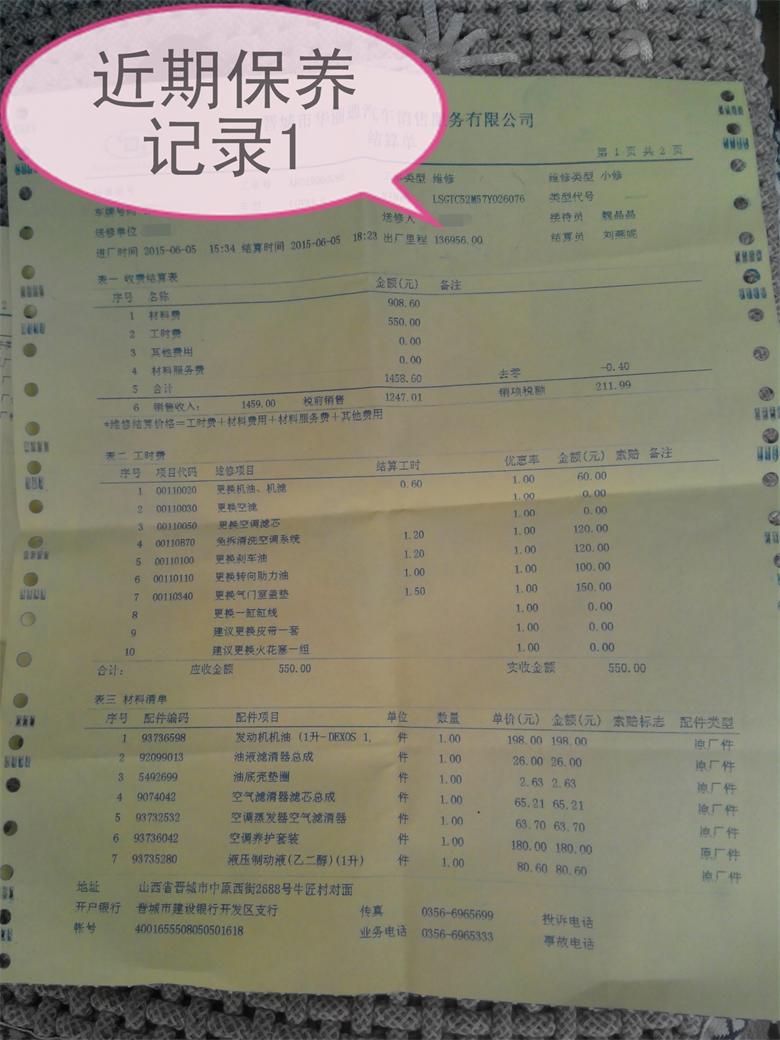 近期保养
记录1
汽车销售服务有限公司
结算单
第 1 页 共 2 页
类型 维修 维修类型 小修
车牌号码 LSGTC52M57Y026076 类型代号
送修单位 送修人 接待员 魏晶晶
进厂时间 2015-06-05 15:34 结算时间 2015-06-05 18:23 出厂里程 136956.00 结算员 刘燕妮
表一 收费结算表
序号 名称 金额(元) 备注
1 材料费 908.60
2 工时费 550.00
3 其他费用 0.00
4 材料服务费 0.00
5 合计 1458.60 去零 -0.40
6 销售收入: 1459.00 税前销售 1247.01 销项税额 211.99
*维修结算价格=工时费+材料费用+材料服务费+其他费用
表二 工时费
序号 项目代码 维修项目 结算工时 优惠率 金额(元) 索赔 备注
1 00110020 更换机油、机滤 0.60 1.00 60.00
2 00110030 更换空滤 1.00 0.00
3 00110050 更换空调滤芯 1.00 0.00
4 00110870 免拆清洗空调系统 1.20 1.00 120.00
5 00110100 更换刹车油 1.20 1.00 120.00
6 00110110 更换转向助力油 1.00 1.00 100.00
7 00110340 更换气门室盖垫 1.50 1.00 150.00
8 更换一缸缸线 1.00 0.00
9 建议更换皮带一套 1.00 0.00
10 建议更换火花塞一组 1.00 0.00
合计: 应收金额 550.00 实收金额 550.00
表三 材料清单
序号 配件编码 配件项目 单位 数量 单价(元) 金额(元) 索赔标志 配件类型
1 93736598 发动机机油 (1升-DEXOS 1, 件 1.00 198.00 198.00 原厂件
2 92099013 油液滤清器总成 件 1.00 26.00 26.00 原厂件
3 5492699 油底壳垫圈 件 1.00 2.63 2.63 原厂件
4 9074042 空气滤清器滤芯总成 件 1.00 65.21 65.21 原厂件
5 93732532 空调蒸发器空气滤清器 件 1.00 63.70 63.70 原厂件
6 93736042 空调养护套装 件 1.00 180.00 180.00 原厂件
7 93735280 液压制动液(乙二醇)(1升) 件 1.00 80.60 80.60 原厂件
地址 山西省晋城市中原西街2688号牛匠村对面
开户银行 晋城市建设银行开发区支行 传真 0356-6965699 投诉电话
帐号 4001655508050501618 业务电话 0356-6965333 事故电话